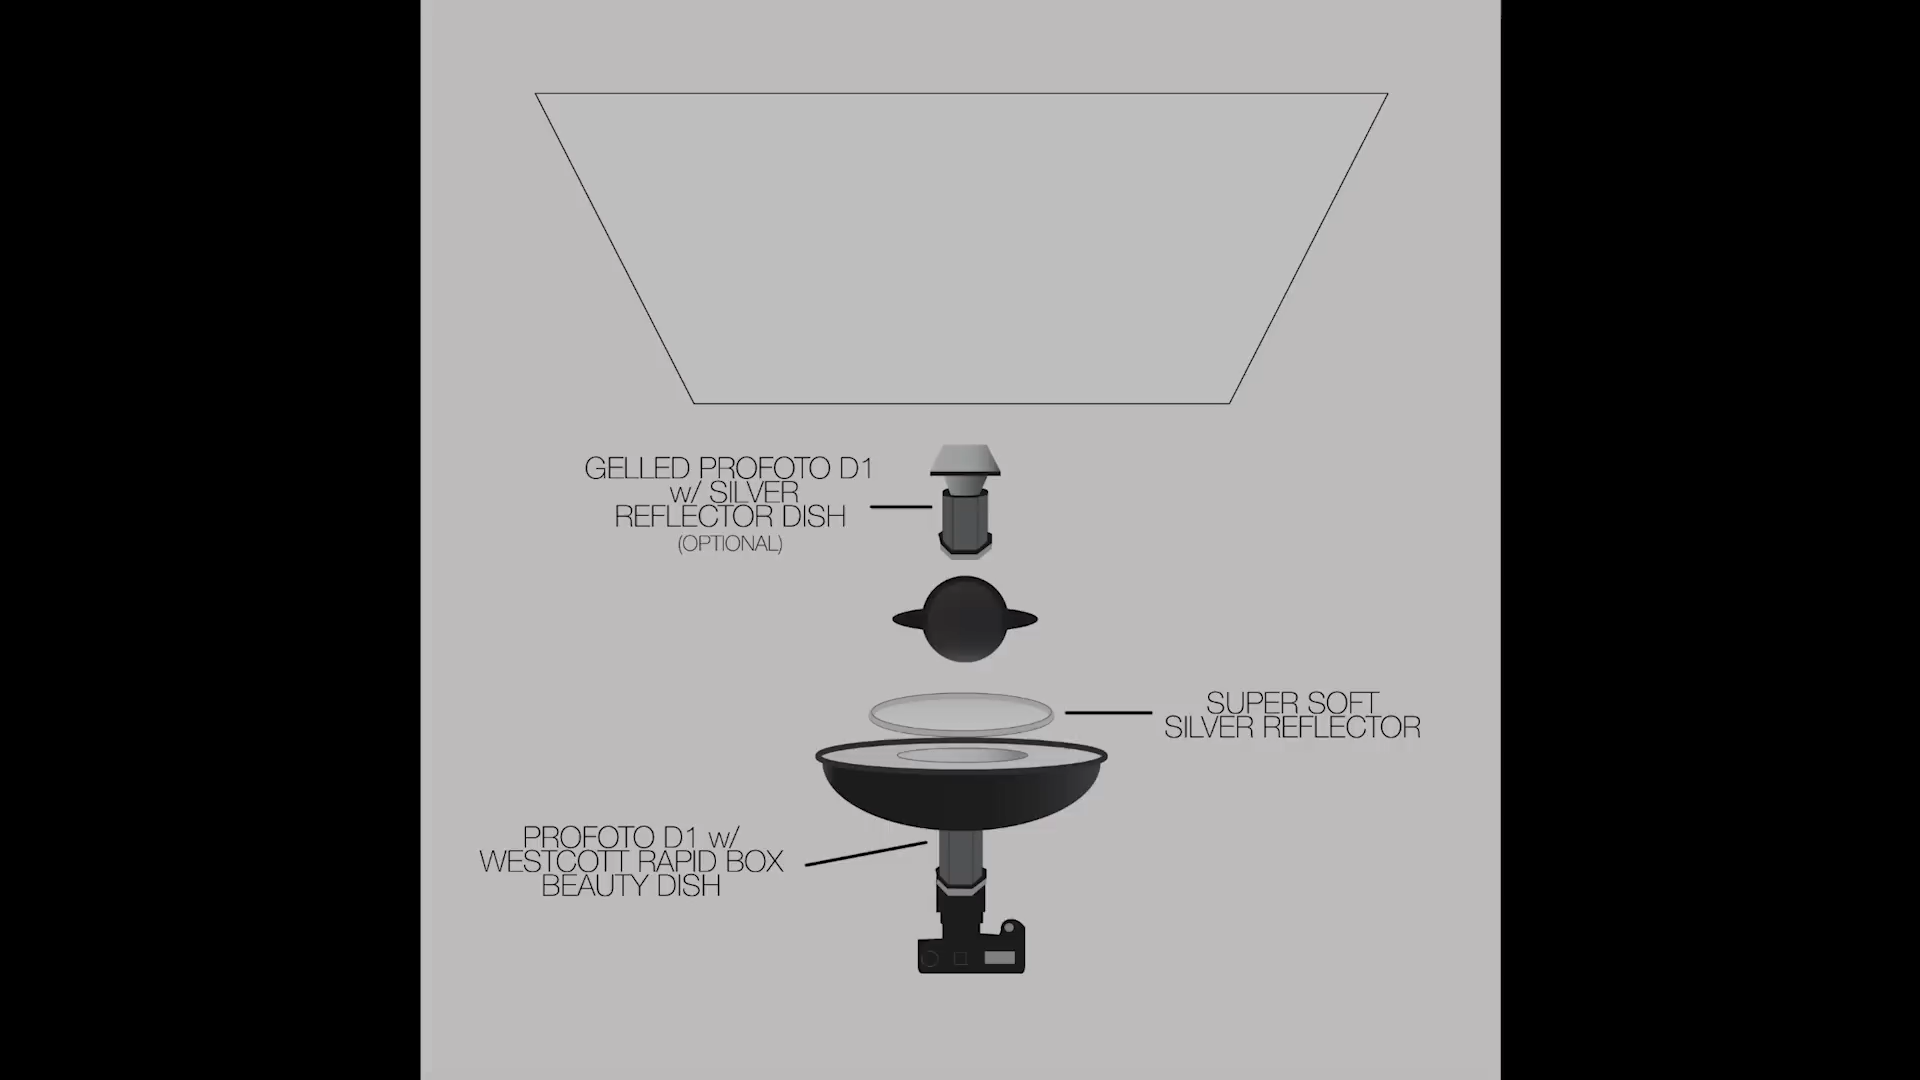 GELLED PROFOTO D1
w/ SILVER
REFLECTOR DISH
(OPTIONAL)
SUPER SOFT
SILVER REFLECTOR
PROFOTO D1 w/
WESTCOTT RAPID BOX
BEAUTY DISH